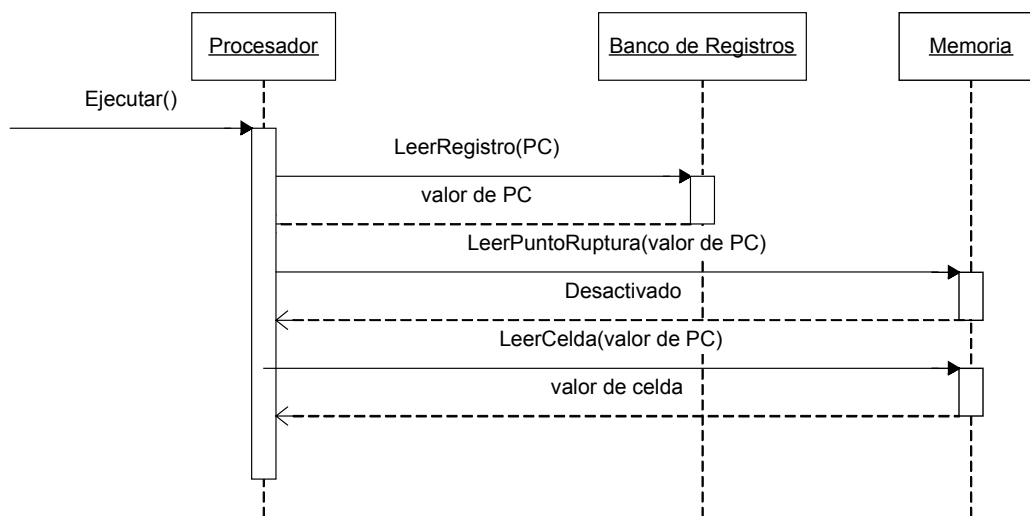 Procesador
Banco de Registros
Memoria
Ejecutar()
LeerRegistro(PC)
valor de PC
LeerPuntoRuptura(valor de PC)
Desactivado
LeerCelda(valor de PC)
valor de celda